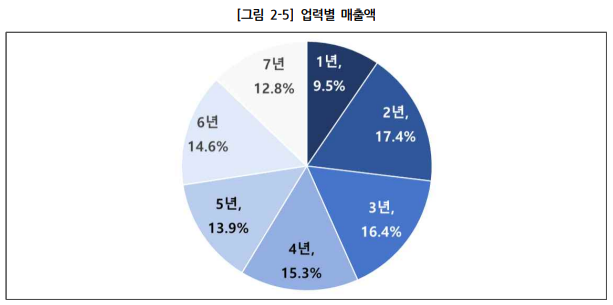 [그림 2-5] 업력별 매출액
1년,
9.5%
2년,
17.4%
3년,
16.4%
4년,
15.3%
5년,
13.9%
6년
14.6%
7년
12.8%